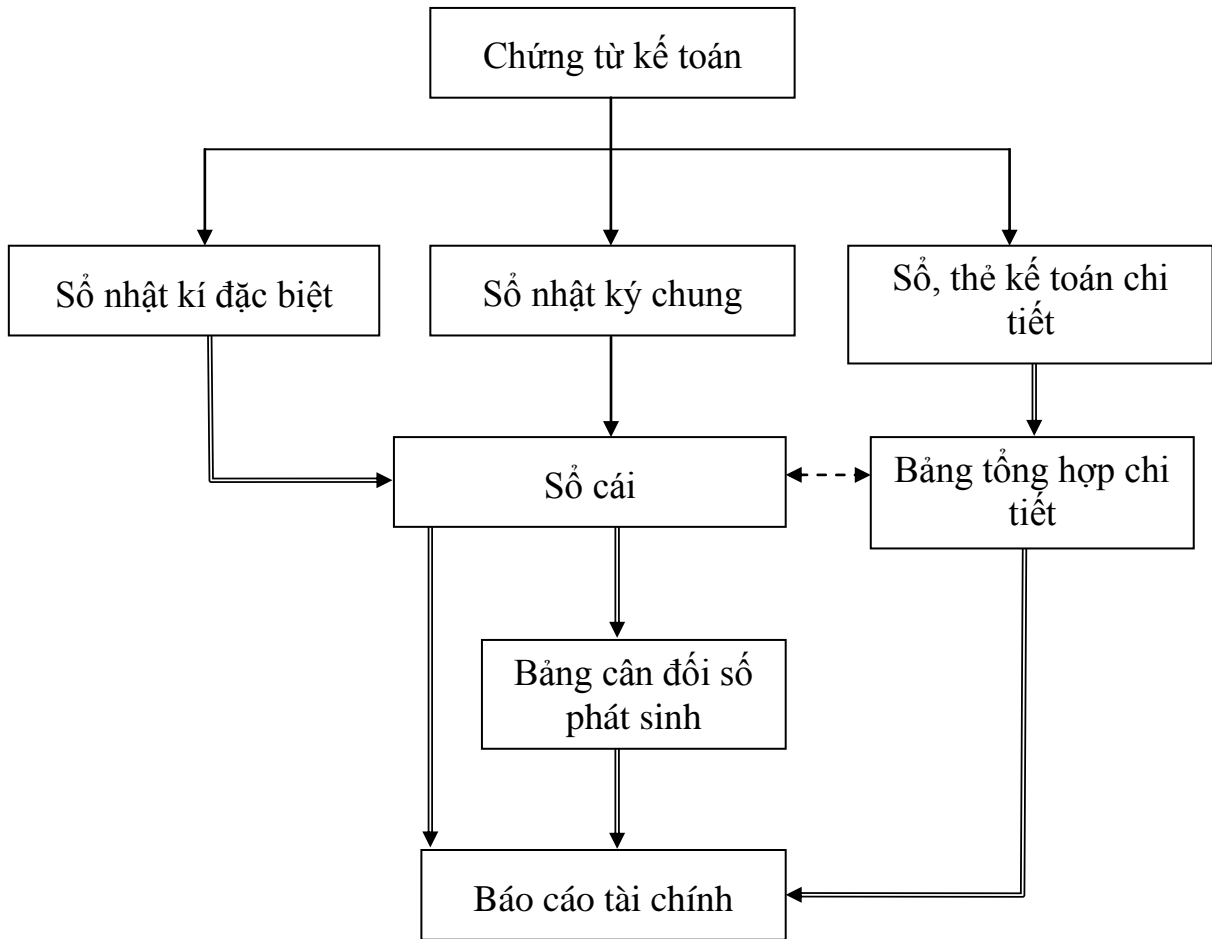 Chứng từ kế toán
Sổ nhật kí đặc biệt
Sổ nhật ký chung
Sổ, thẻ kế toán chi
tiết
Sổ cái
Bảng tổng hợp chi
tiết
Bảng cân đối số
phát sinh
Báo cáo tài chính